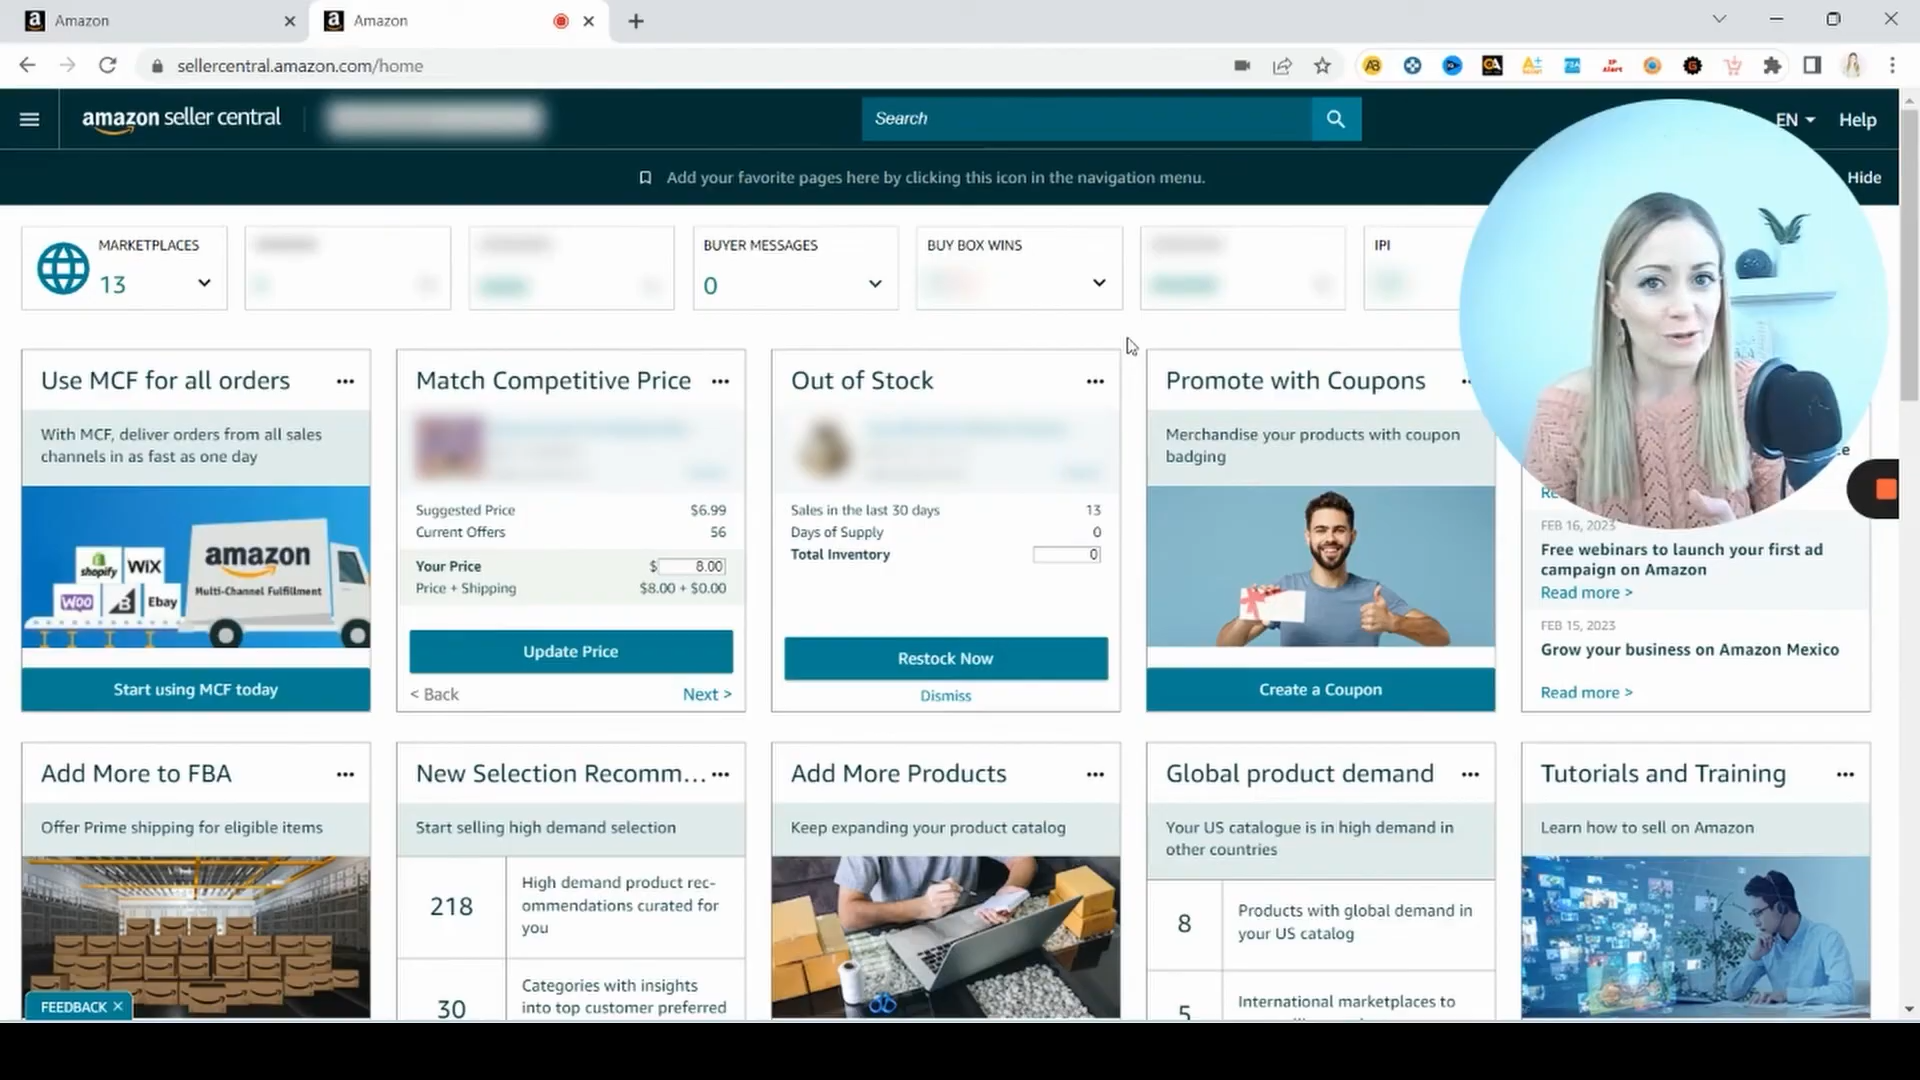 Amazon
Amazon
sellercentral.amazon.com/home
amazon seller central
Search
EN
Help
Add your favorite pages here by clicking this icon in the navigation menu.
Hide
MARKETPLACES
13
BUYER MESSAGES
0
BUY BOX WINS
IPI
Use MCF for all orders
With MCF, deliver orders from all sales
channels in as fast as one day
shopify
WiX
WOO
Ebay
amazon
Multi-Channel Fulfillment
Start using MCF today
Match Competitive Price
Suggested Price $6.99
Current Offers 56
Your Price $ 8.00
Price + Shipping $8.00 + $0.00
Update Price
< Back Next >
Out of Stock
Sales in the last 30 days 13
Days of Supply 0
Total Inventory 0
Restock Now
Dismiss
Promote with Coupons
Merchandise your products with coupon
badging
Create a Coupon
FEB 16, 2023
Free webinars to launch your first ad
campaign on Amazon
Read more >
FEB 15, 2023
Grow your business on Amazon Mexico
Read more >
Add More to FBA
Offer Prime shipping for eligible items
FEEDBACK
New Selection Recomm...
Start selling high demand selection
218
High demand product rec-
ommendations curated for
you
30
Categories with insights
into top customer preferred
Add More Products
Keep expanding your product catalog
Global product demand
Your US catalogue is in high demand in
other countries
8
Products with global demand in
your US catalog
5
International marketplaces to
Tutorials and Training
Learn how to sell on Amazon